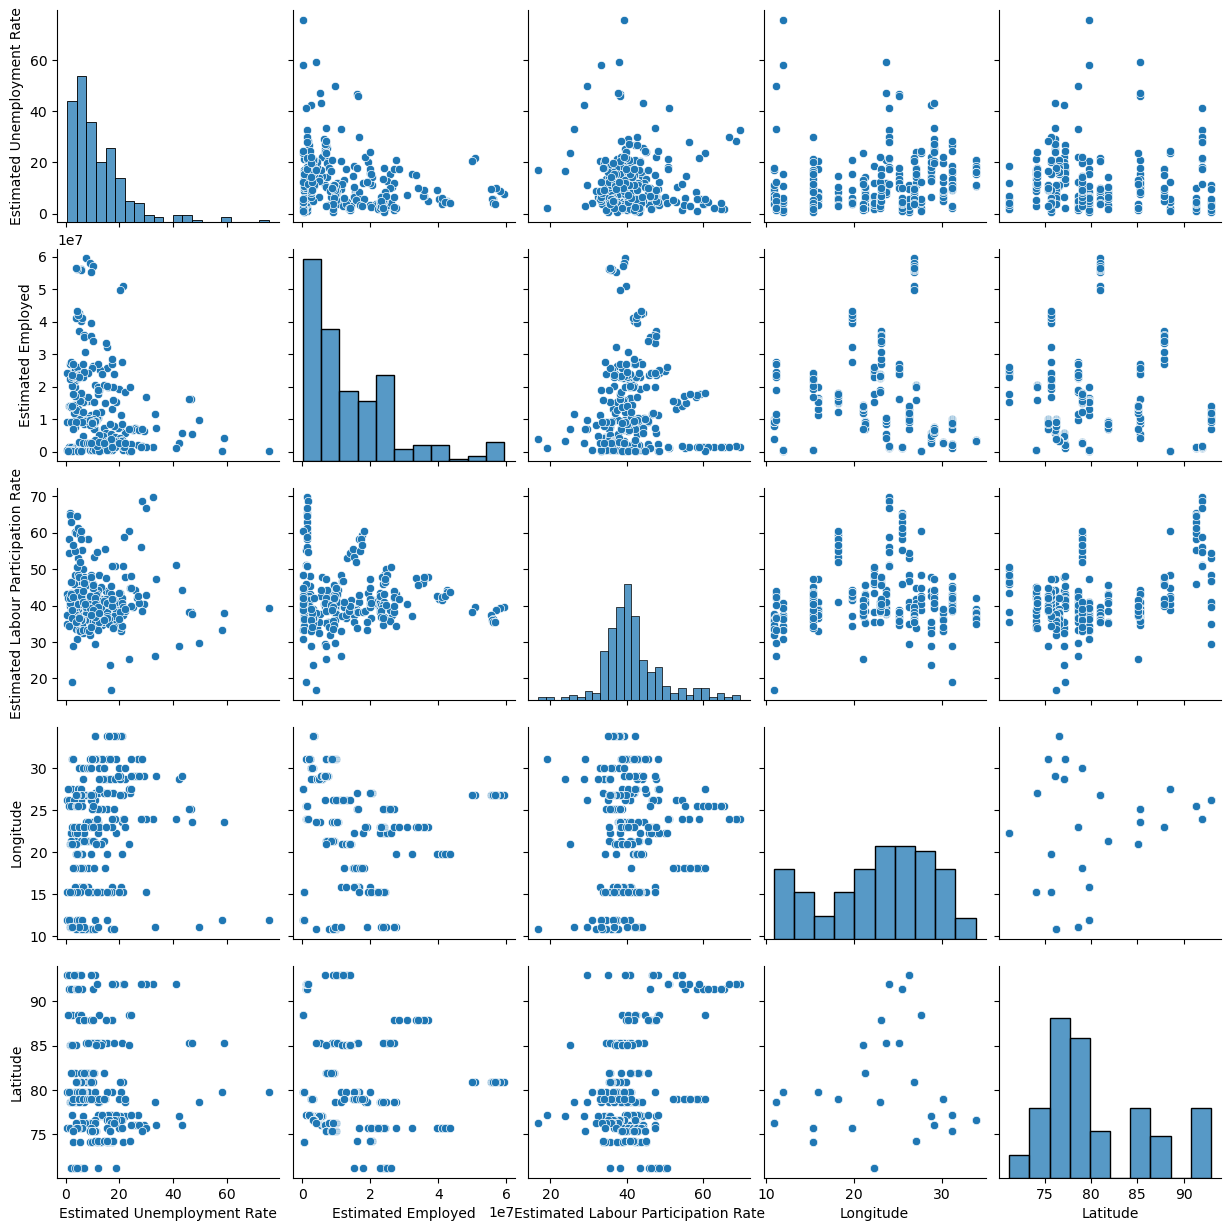 Estimated Unemployment Rate
60
40
20
0
1e7
Estimated Employed
6
5
4
3
2
1
0
Estimated Labour Participation Rate
70
60
50
40
30
20
Longitude
30
25
20
15
10
Latitude
90
85
80
75
0 20 40 60
0 2 4 6
20 40 60
10 20 30
75 80 85 90
Estimated Unemployment Rate
Estimated Employed
1e7
Estimated Labour Participation Rate
Longitude
Latitude